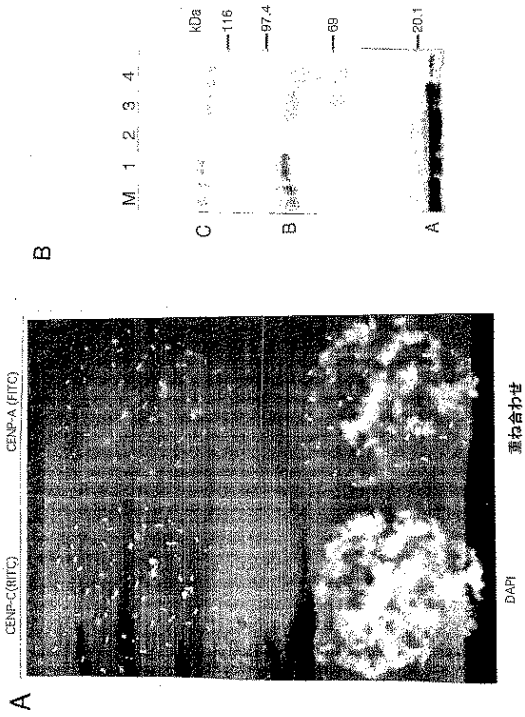 A
CENP-C(RITC)
CENP-A (FITC)
DAPI
重ね合わせ
B
M 1 2 3 4
kDa
C
116
97.4
B
69
20.1
A